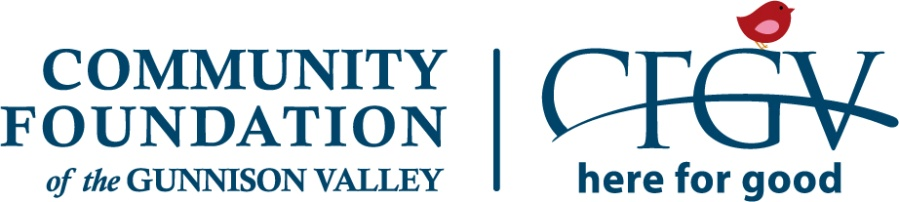 COMMUNITY
FOUNDATION
of the GUNNISON VALLEY
CFGV
here for good